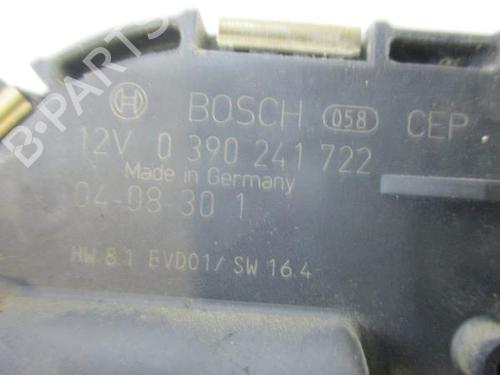 BOSCH 058 CEP
12V 0 390 241 722
Made in Germany
04-08-30 1
HW 8.1 EVD01/ SW 16.4
B-PARTS